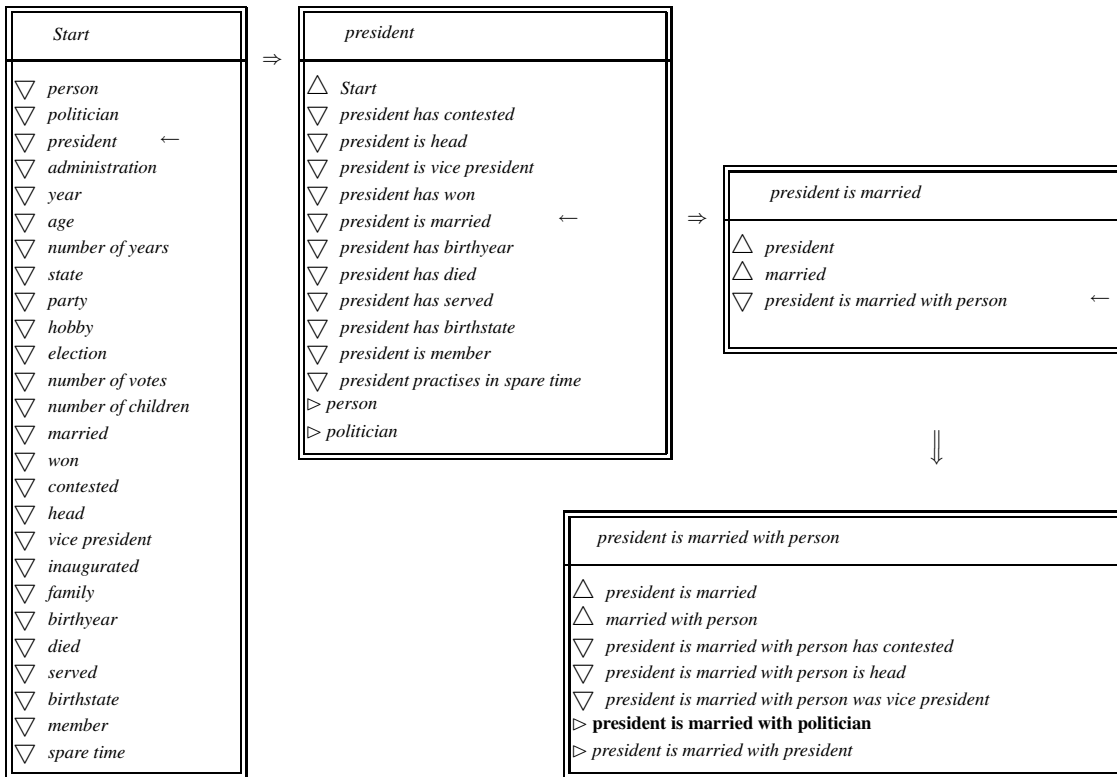 Start
▽ person
▽ politician
▽ president ←
▽ administration
▽ year
▽ age
▽ number of years
▽ state
▽ party
▽ hobby
▽ election
▽ number of votes
▽ number of children
▽ married
▽ won
▽ contested
▽ head
▽ vice president
▽ inaugurated
▽ family
▽ birthyear
▽ died
▽ served
▽ birthstate
▽ member
▽ spare time
⇒
president
△ Start
▽ president has contested
▽ president is head
▽ president is vice president
▽ president has won
▽ president is married ←
▽ president has birthyear
▽ president has died
▽ president has served
▽ president has birthstate
▽ president is member
▽ president practises in spare time
▷ person
▷ politician
⇒
president is married
△ president
△ married
▽ president is married with person ←
⇓
president is married with person
△ president is married
△ married with person
▽ president is married with person has contested
▽ president is married with person is head
▽ president is married with person was vice president
▷ president is married with politician
▷ president is married with president